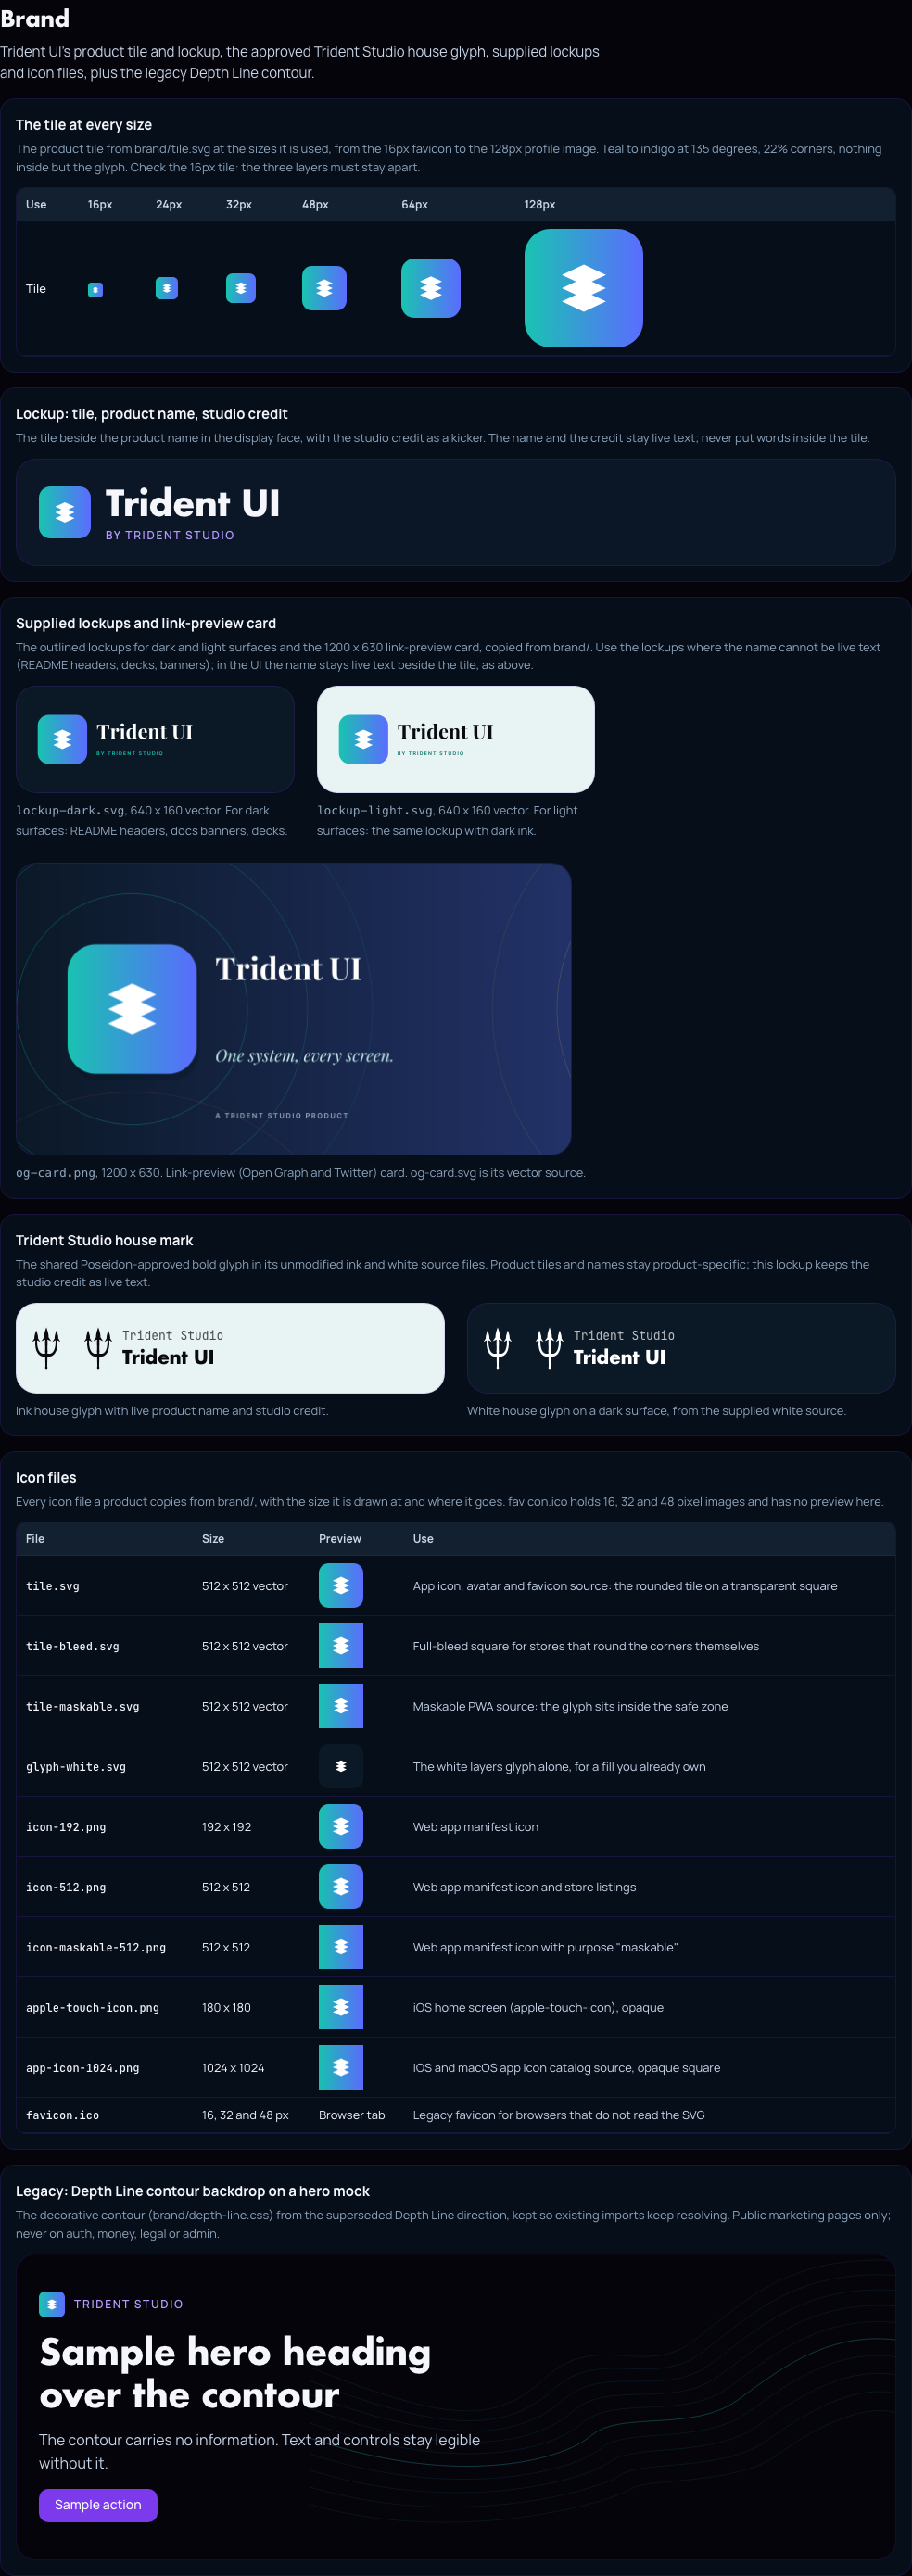 Brand
Trident UI's product tile and lockup, the approved Trident Studio house glyph, supplied lockups
and icon files, plus the legacy Depth Line contour.
The tile at every size
The product tile from brand/tile.svg at the sizes it is used, from the 16px favicon to the 128px profile image. Teal to indigo at 135 degrees, 22% corners, nothing
inside but the glyph. Check the 16px tile: the three layers must stay apart.
Use 16px 24px 32px 48px 64px 128px
Tile
Lockup: tile, product name, studio credit
The tile beside the product name in the display face, with the studio credit as a kicker. The name and the credit stay live text; never put words inside the tile.
Trident UI
BY TRIDENT STUDIO
Supplied lockups and link-preview card
The outlined lockups for dark and light surfaces and the 1200 x 630 link-preview card, copied from brand/. Use the lockups where the name cannot be live text
(README headers, decks, banners); in the UI the name stays live text beside the tile, as above.
Trident UI
BY TRIDENT STUDIO
lockup-dark.svg, 640 x 160 vector. For dark
surfaces: README headers, docs banners, decks.
Trident UI
BY TRIDENT STUDIO
lockup-light.svg, 640 x 160 vector. For light
surfaces: the same lockup with dark ink.
Trident UI
One system, every screen.
A TRIDENT STUDIO PRODUCT
og-card.png, 1200 x 630. Link-preview (Open Graph and Twitter) card. og-card.svg is its vector source.
Trident Studio house mark
The shared Poseidon-approved bold glyph in its unmodified ink and white source files. Product tiles and names stay product-specific; this lockup keeps the
studio credit as live text.
Trident Studio
Trident UI
Ink house glyph with live product name and studio credit.
Trident Studio
Trident UI
White house glyph on a dark surface, from the supplied white source.
Icon files
Every icon file a product copies from brand/, with the size it is drawn at and where it goes. favicon.ico holds 16, 32 and 48 pixel images and has no preview here.
File Size Preview Use
tile.svg 512 x 512 vector App icon, avatar and favicon source: the rounded tile on a transparent square
tile-bleed.svg 512 x 512 vector Full-bleed square for stores that round the corners themselves
tile-maskable.svg 512 x 512 vector Maskable PWA source: the glyph sits inside the safe zone
glyph-white.svg 512 x 512 vector The white layers glyph alone, for a fill you already own
icon-192.png 192 x 192 Web app manifest icon
icon-512.png 512 x 512 Web app manifest icon and store listings
icon-maskable-512.png 512 x 512 Web app manifest icon with purpose "maskable"
apple-touch-icon.png 180 x 180 iOS home screen (apple-touch-icon), opaque
app-icon-1024.png 1024 x 1024 iOS and macOS app icon catalog source, opaque square
favicon.ico 16, 32 and 48 px Browser tab Legacy favicon for browsers that do not read the SVG
Legacy: Depth Line contour backdrop on a hero mock
The decorative contour (brand/depth-line.css) from the superseded Depth Line direction, kept so existing imports keep resolving. Public marketing pages only;
never on auth, money, legal or admin.
TRIDENT STUDIO
Sample hero heading
over the contour
The contour carries no information. Text and controls stay legible
without it.
Sample action